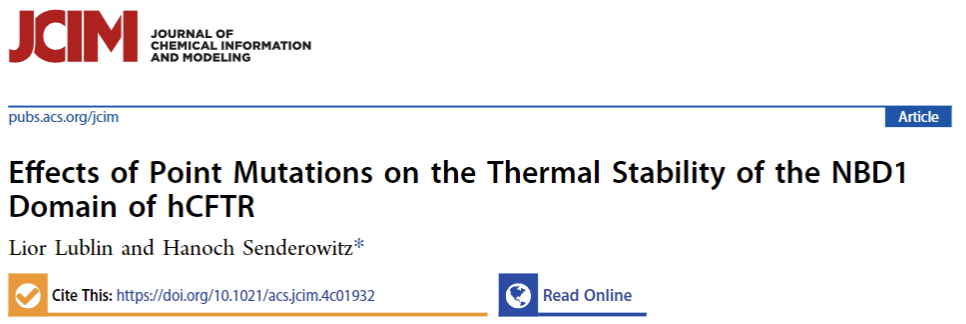 JCIM
JOURNAL OF
CHEMICAL INFORMATION
AND MODELING
pubs.acs.org/jcim
Article
Effects of Point Mutations on the Thermal Stability of the NBD1
Domain of hCFTR
Lior Lublin and Hanoch Senderowitz*
Cite This: https://doi.org/10.1021/acs.jcim.4c01932
Read Online